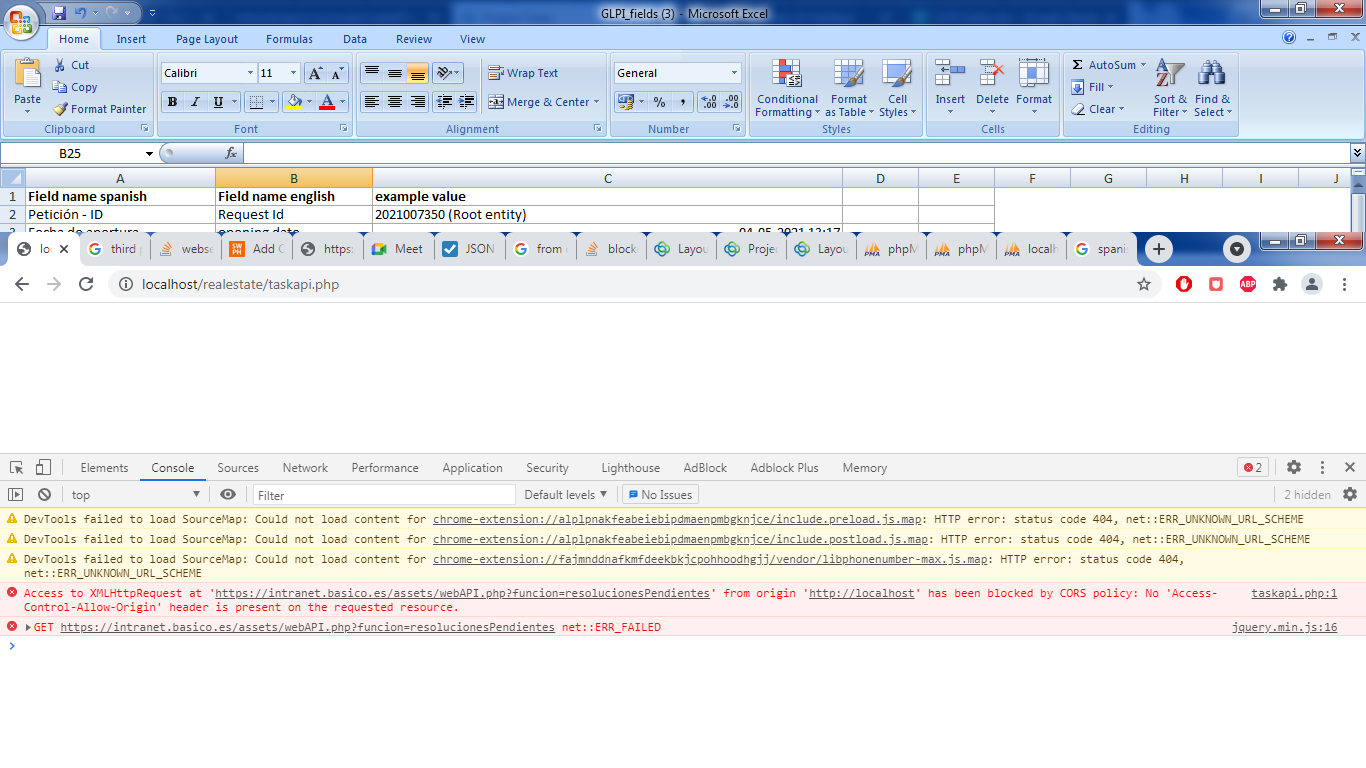 GLPI_fields (3) - Microsoft Excel
Home Insert Page Layout Formulas Data Review View
Paste Cut Copy Format Painter
Calibri 11 Wrap Text General
B I U Merge & Center % ,
Conditional Formatting Format as Table Cell Styles
Insert Delete Format
AutoSum Fill Clear Sort & Filter Find & Select
Clipboard Font Alignment Number Styles Cells Editing
B25 fx
A B C D E F G H I J
1 Field name spanish Field name english example value
2 Petición - ID Request Id 2021007350 (Root entity)
3 Fecha de apertura opening date 04-05-2021 13:17
lo third webs Add C https: Meet JSON from block Layou Projec Layou phpM phpM localh spani
localhost/realestate/taskapi.php ABP
Elements Console Sources Network Performance Application Security Lighthouse AdBlock Adblock Plus Memory 2
top Filter Default levels No Issues 2 hidden
DevTools failed to load SourceMap: Could not load content for chrome-extension://alplpnakfeabeiebipdmaenpmbgknjce/include.preload.js.map: HTTP error: status code 404, net::ERR_UNKNOWN_URL_SCHEME
DevTools failed to load SourceMap: Could not load content for chrome-extension://alplpnakfeabeiebipdmaenpmbgknjce/include.postload.js.map: HTTP error: status code 404, net::ERR_UNKNOWN_URL_SCHEME
DevTools failed to load SourceMap: Could not load content for chrome-extension://fajmnddnafkmfdeekbkjcpohhoodhgjj/vendor/libphonenumber-max.js.map: HTTP error: status code 404,
net::ERR_UNKNOWN_URL_SCHEME
Access to XMLHttpRequest at 'https://intranet.basico.es/assets/webAPI.php?funcion=resolucionesPendientes' from origin 'http://localhost' has been blocked by CORS policy: No 'Access- taskapi.php:1
Control-Allow-Origin' header is present on the requested resource.
GET https://intranet.basico.es/assets/webAPI.php?funcion=resolucionesPendientes net::ERR_FAILED jquery.min.js:16